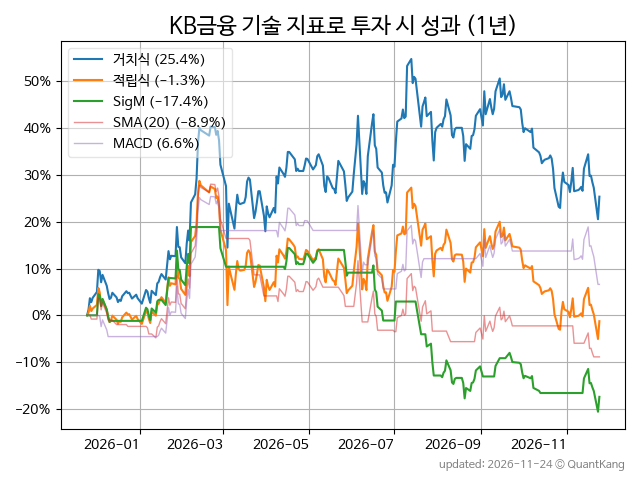 KB금융 기술 지표로 투자 시 성과 (1년)
거치식 (25.4%)
적립식 (−1.3%)
SigM (−17.4%)
SMA(20) (−8.9%)
MACD (6.6%)
50%
40%
30%
20%
10%
0%
−10%
−20%
2026-01
2026-03
2026-05
2026-07
2026-09
2026-11
updated: 2026-11-24 © QuantKang